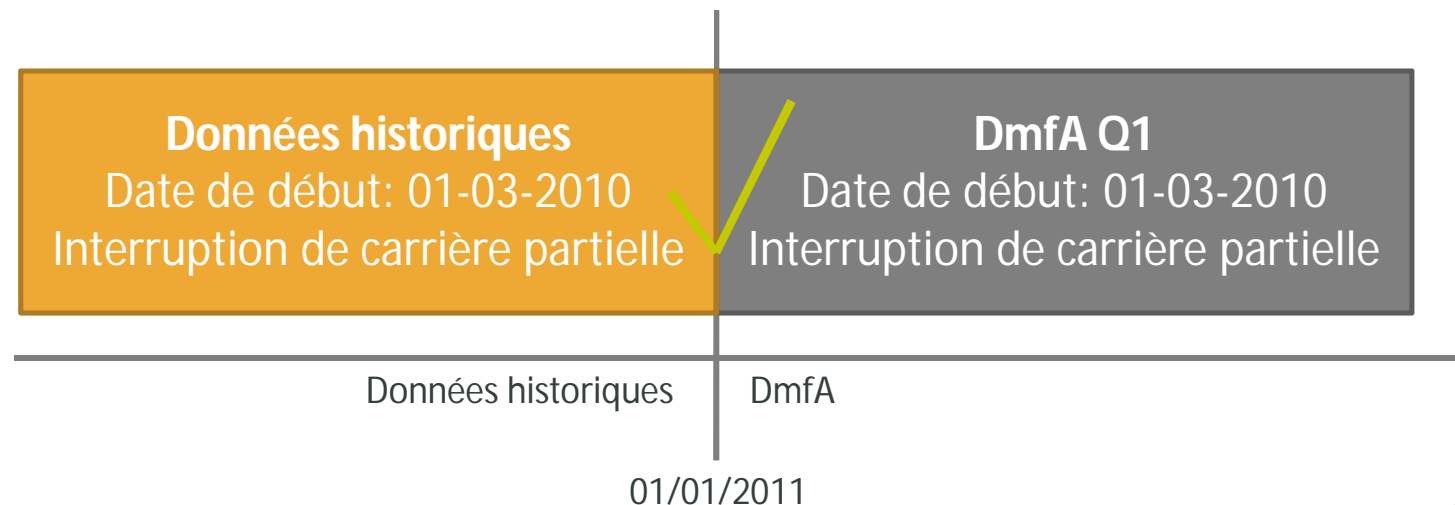 Données historiques
Date de début: 01-03-2010
Interruption de carrière partielle
DmfA Q1
Date de début: 01-03-2010
Interruption de carrière partielle
Données historiques
DmfA
01/01/2011